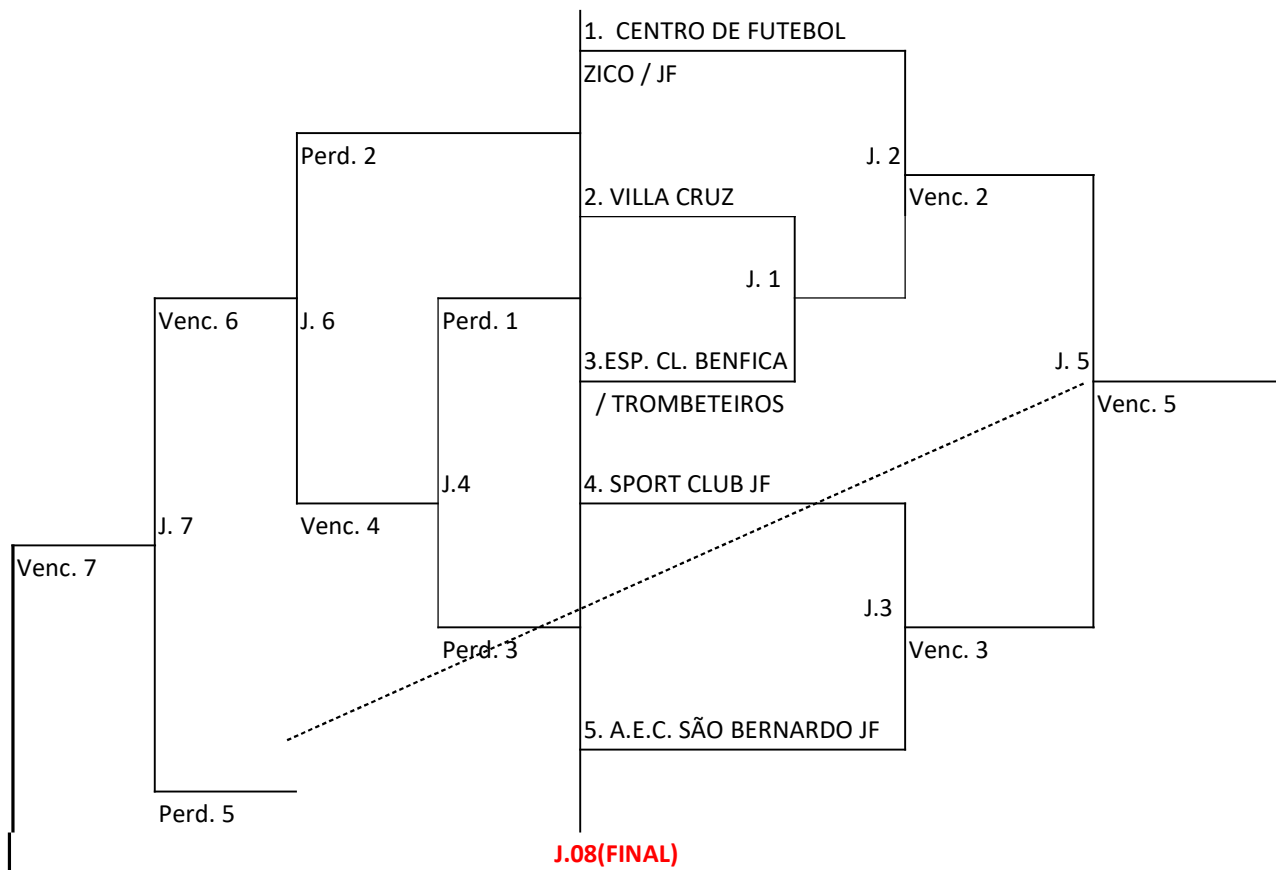 1. CENTRO DE FUTEBOL
ZICO / JF
Perd. 2
J. 2
2. VILLA CRUZ
Venc. 2
J. 1
Venc. 6
J. 6
Perd. 1
3.ESP. CL. BENFICA
J. 5
/ TROMBETEIROS
Venc. 5
J.4
4. SPORT CLUB JF
J. 7
Venc. 4
Venc. 7
J.3
Perd. 3
Venc. 3
5. A.E.C. SÃO BERNARDO JF
Perd. 5
J.08(FINAL)